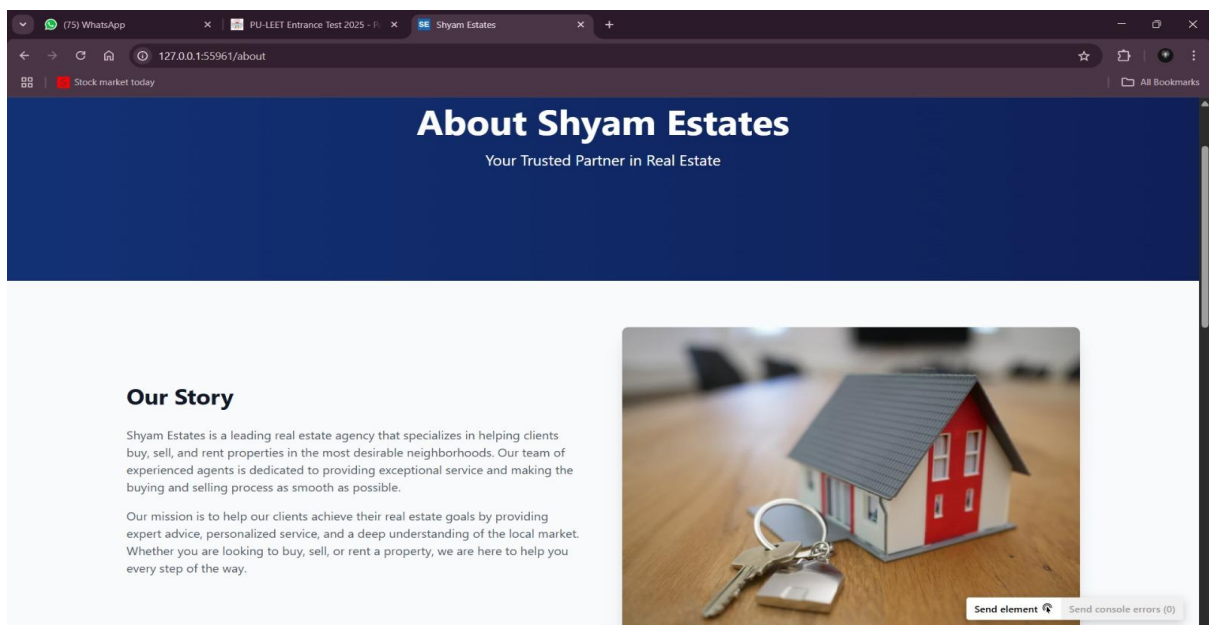 (75) WhatsApp
PU-LEET Entrance Test 2025 -
SE Shyam Estates
127.0.0.1:55961/about
Stock market today
All Bookmarks
About Shyam Estates
Your Trusted Partner in Real Estate
Our Story
Shyam Estates is a leading real estate agency that specializes in helping clients
buy, sell, and rent properties in the most desirable neighborhoods. Our team of
experienced agents is dedicated to providing exceptional service and making the
buying and selling process as smooth as possible.
Our mission is to help our clients achieve their real estate goals by providing
expert advice, personalized service, and a deep understanding of the local market.
Whether you are looking to buy, sell, or rent a property, we are here to help you
every step of the way.
Send element
Send console errors (0)